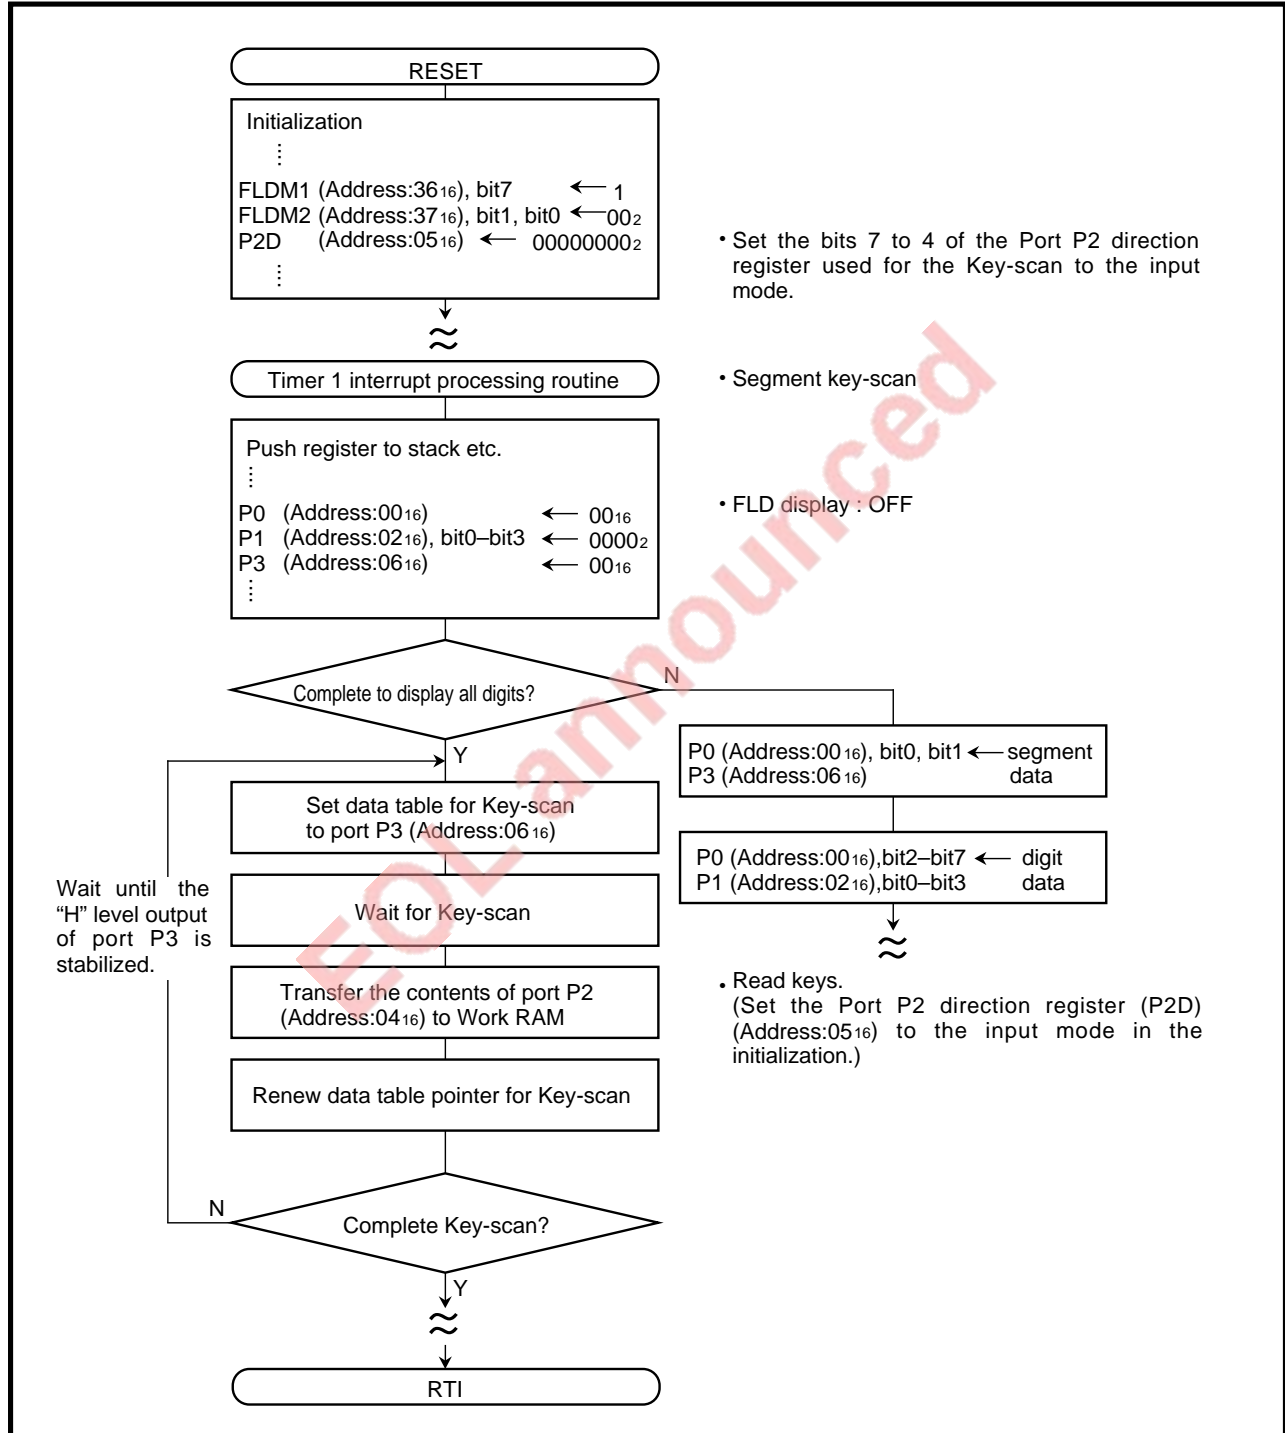 RESET
Initialization
FLDM1 (Address:3616), bit7 ← 1
FLDM2 (Address:3716), bit1, bit0 ← 002
P2D (Address:0516) ← 000000002
• Set the bits 7 to 4 of the Port P2 direction
register used for the Key-scan to the input
mode.
Timer 1 interrupt processing routine
• Segment key-scan
Push register to stack etc.
P0 (Address:0016) ← 0016
P1 (Address:0216), bit0–bit3 ← 00002
P3 (Address:0616) ← 0016
• FLD display : OFF
Complete to display all digits?
N
Y
P0 (Address:0016), bit0, bit1 ← segment
P3 (Address:0616) data
P0 (Address:0016),bit2–bit7 ← digit
P1 (Address:0216),bit0–bit3 data
Set data table for Key-scan
to port P3 (Address:0616)
Wait until the
“H” level output
of port P3 is
stabilized.
Wait for Key-scan
Transfer the contents of port P2
(Address:0416) to Work RAM
• Read keys.
(Set the Port P2 direction register (P2D)
(Address:0516) to the input mode in the
initialization.)
Renew data table pointer for Key-scan
N
Complete Key-scan?
Y
RTI
EOL announced